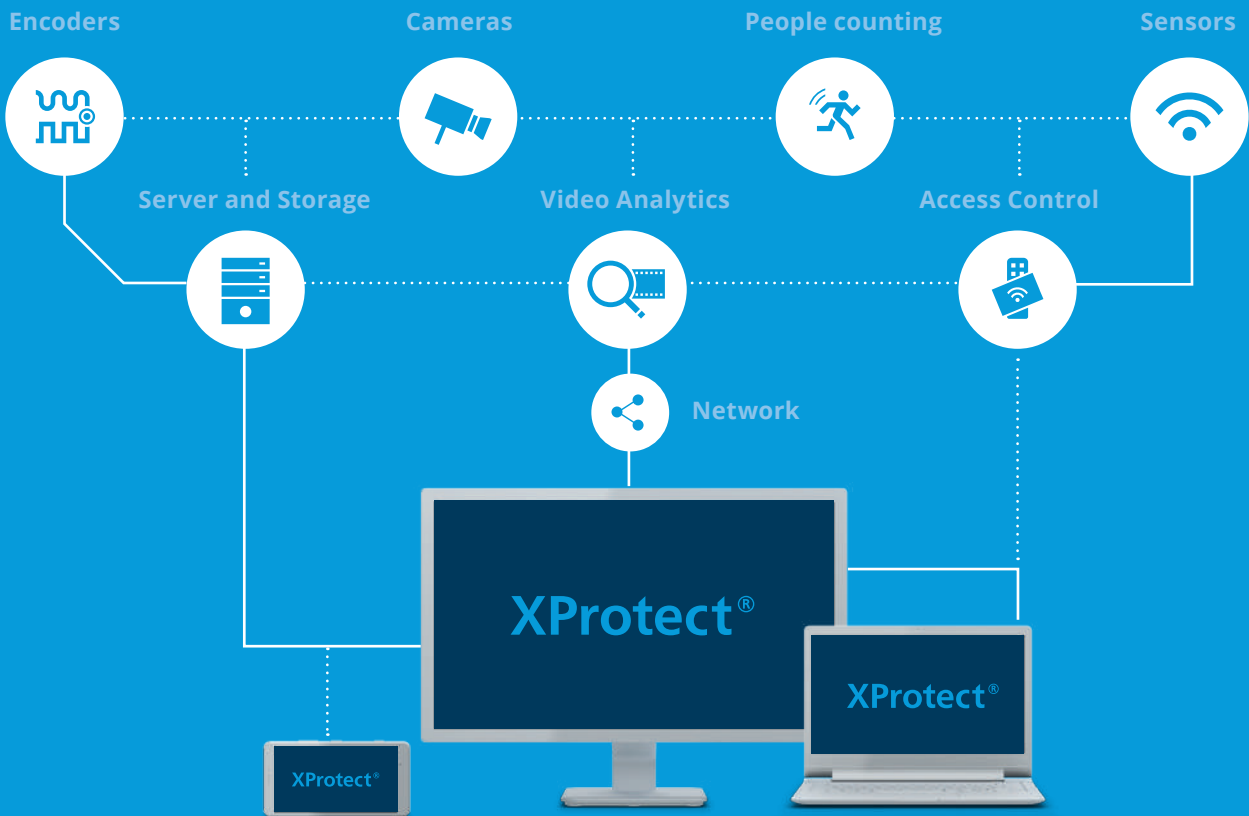 Encoders
Cameras
People counting
Sensors
Server and Storage
Video Analytics
Access Control
Network
XProtect®
XProtect®
XProtect®